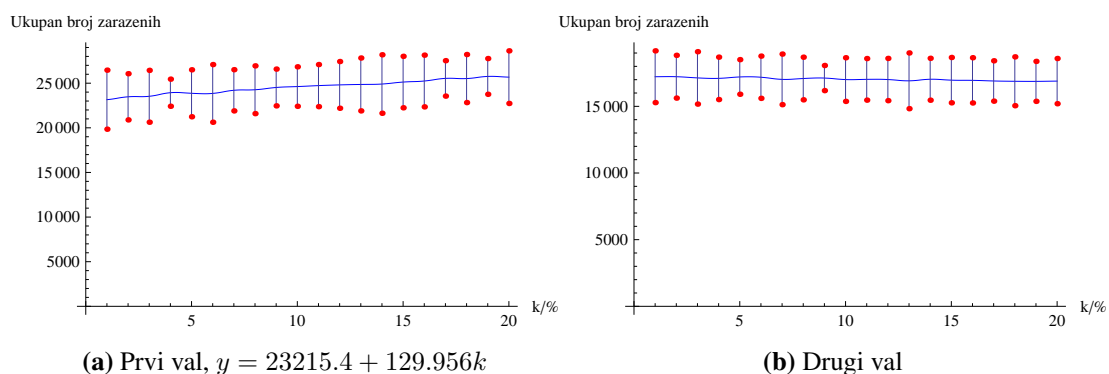 Ukupan broj zarazenih
25 000
20 000
15 000
10 000
5000
5 10 15 20
k/%
(a) Prvi val, y = 23215.4 + 129.956k
Ukupan broj zarazenih
15 000
10 000
5000
5 10 15 20
k/%
(b) Drugi val